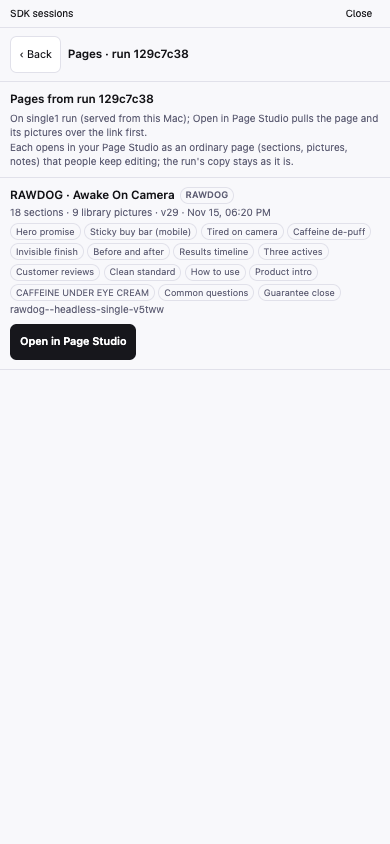 SDK sessions
Close
‹ Back
Pages · run 129c7c38
Pages from run 129c7c38
On single1 run (served from this Mac); Open in Page Studio pulls the page and
its pictures over the link first.
Each opens in your Page Studio as an ordinary page (sections, pictures,
notes) that people keep editing; the run's copy stays as it is.
RAWDOG · Awake On Camera RAWDOG
18 sections · 9 library pictures · v29 · Nov 15, 06:20 PM
Hero promise Sticky buy bar (mobile) Tired on camera Caffeine de-puff
Invisible finish Before and after Results timeline Three actives
Customer reviews Clean standard How to use Product intro
CAFFEINE UNDER EYE CREAM Common questions Guarantee close
rawdog--headless-single-v5tww
Open in Page Studio